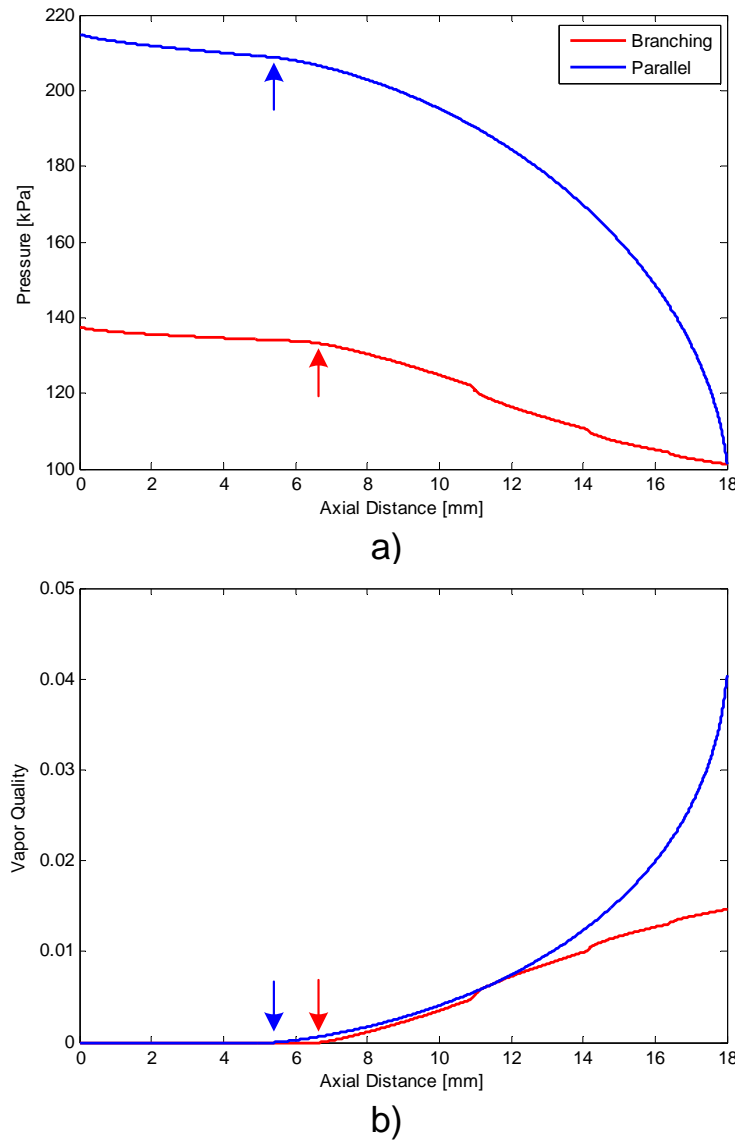 220
200
180
160
140
120
100
Pressure [kPa]
Branching
Parallel
0 2 4 6 8 10 12 14 16 18
Axial Distance [mm]
a)
0.05
0.04
0.03
0.02
0.01
0
Vapor Quality
0 2 4 6 8 10 12 14 16 18
Axial Distance [mm]
b)